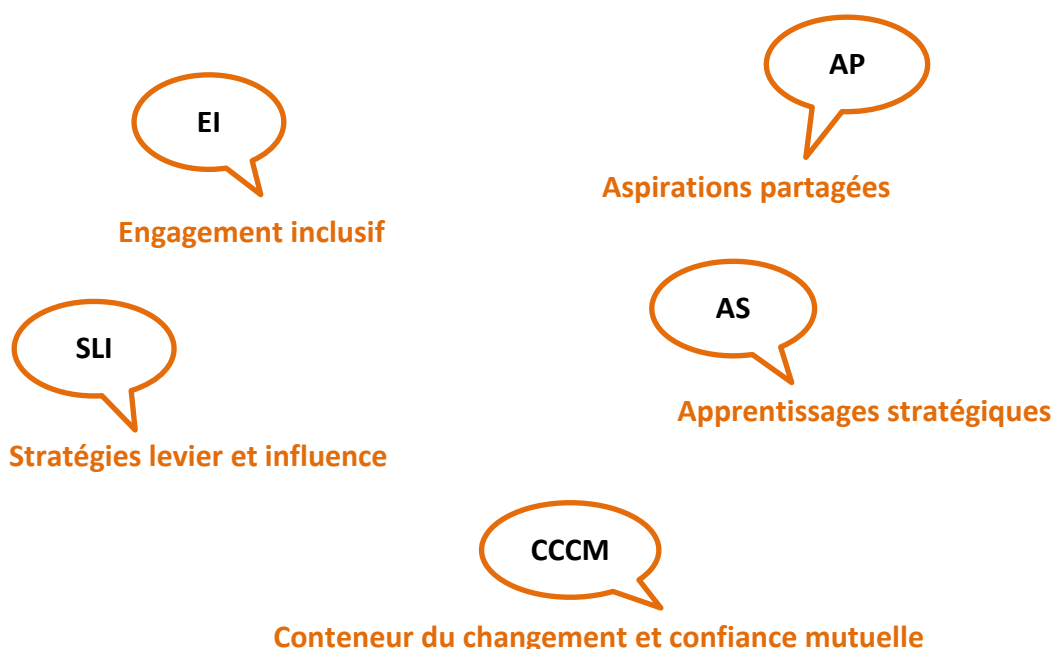 AP
Aspirations partagées
EI
Engagement inclusif
AS
Apprentissages stratégiques
SLI
Stratégies levier et influence
CCCM
Conteneur du changement et confiance mutuelle